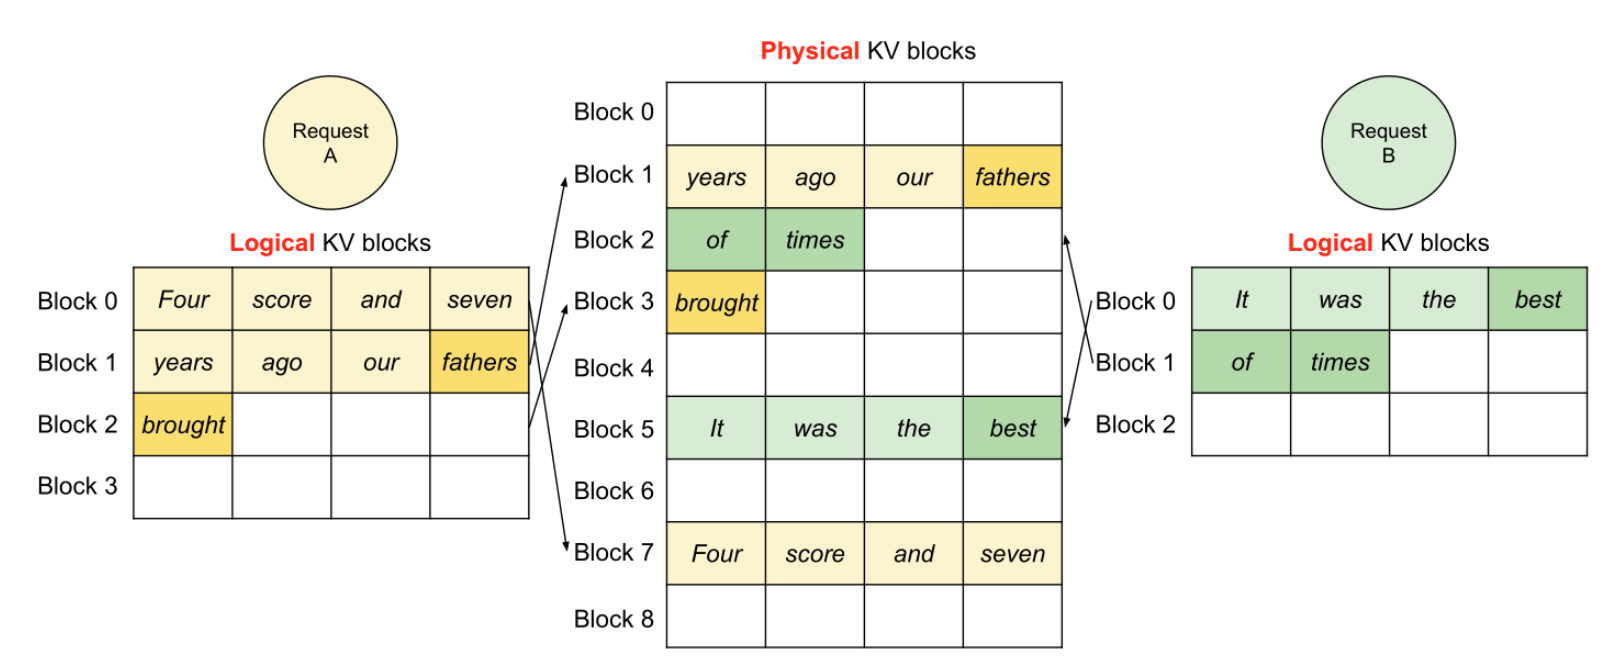 Physical KV blocks
Request
A
Logical KV blocks
Block 0 Four score and seven
Block 1 years ago our fathers
Block 2 brought
Block 3
Block 0
Block 1 years ago our fathers
Block 2 of times
Block 3 brought
Block 4
Block 5 It was the best
Block 6
Block 7 Four score and seven
Block 8
Request
B
Logical KV blocks
Block 0 It was the best
Block 1 of times
Block 2